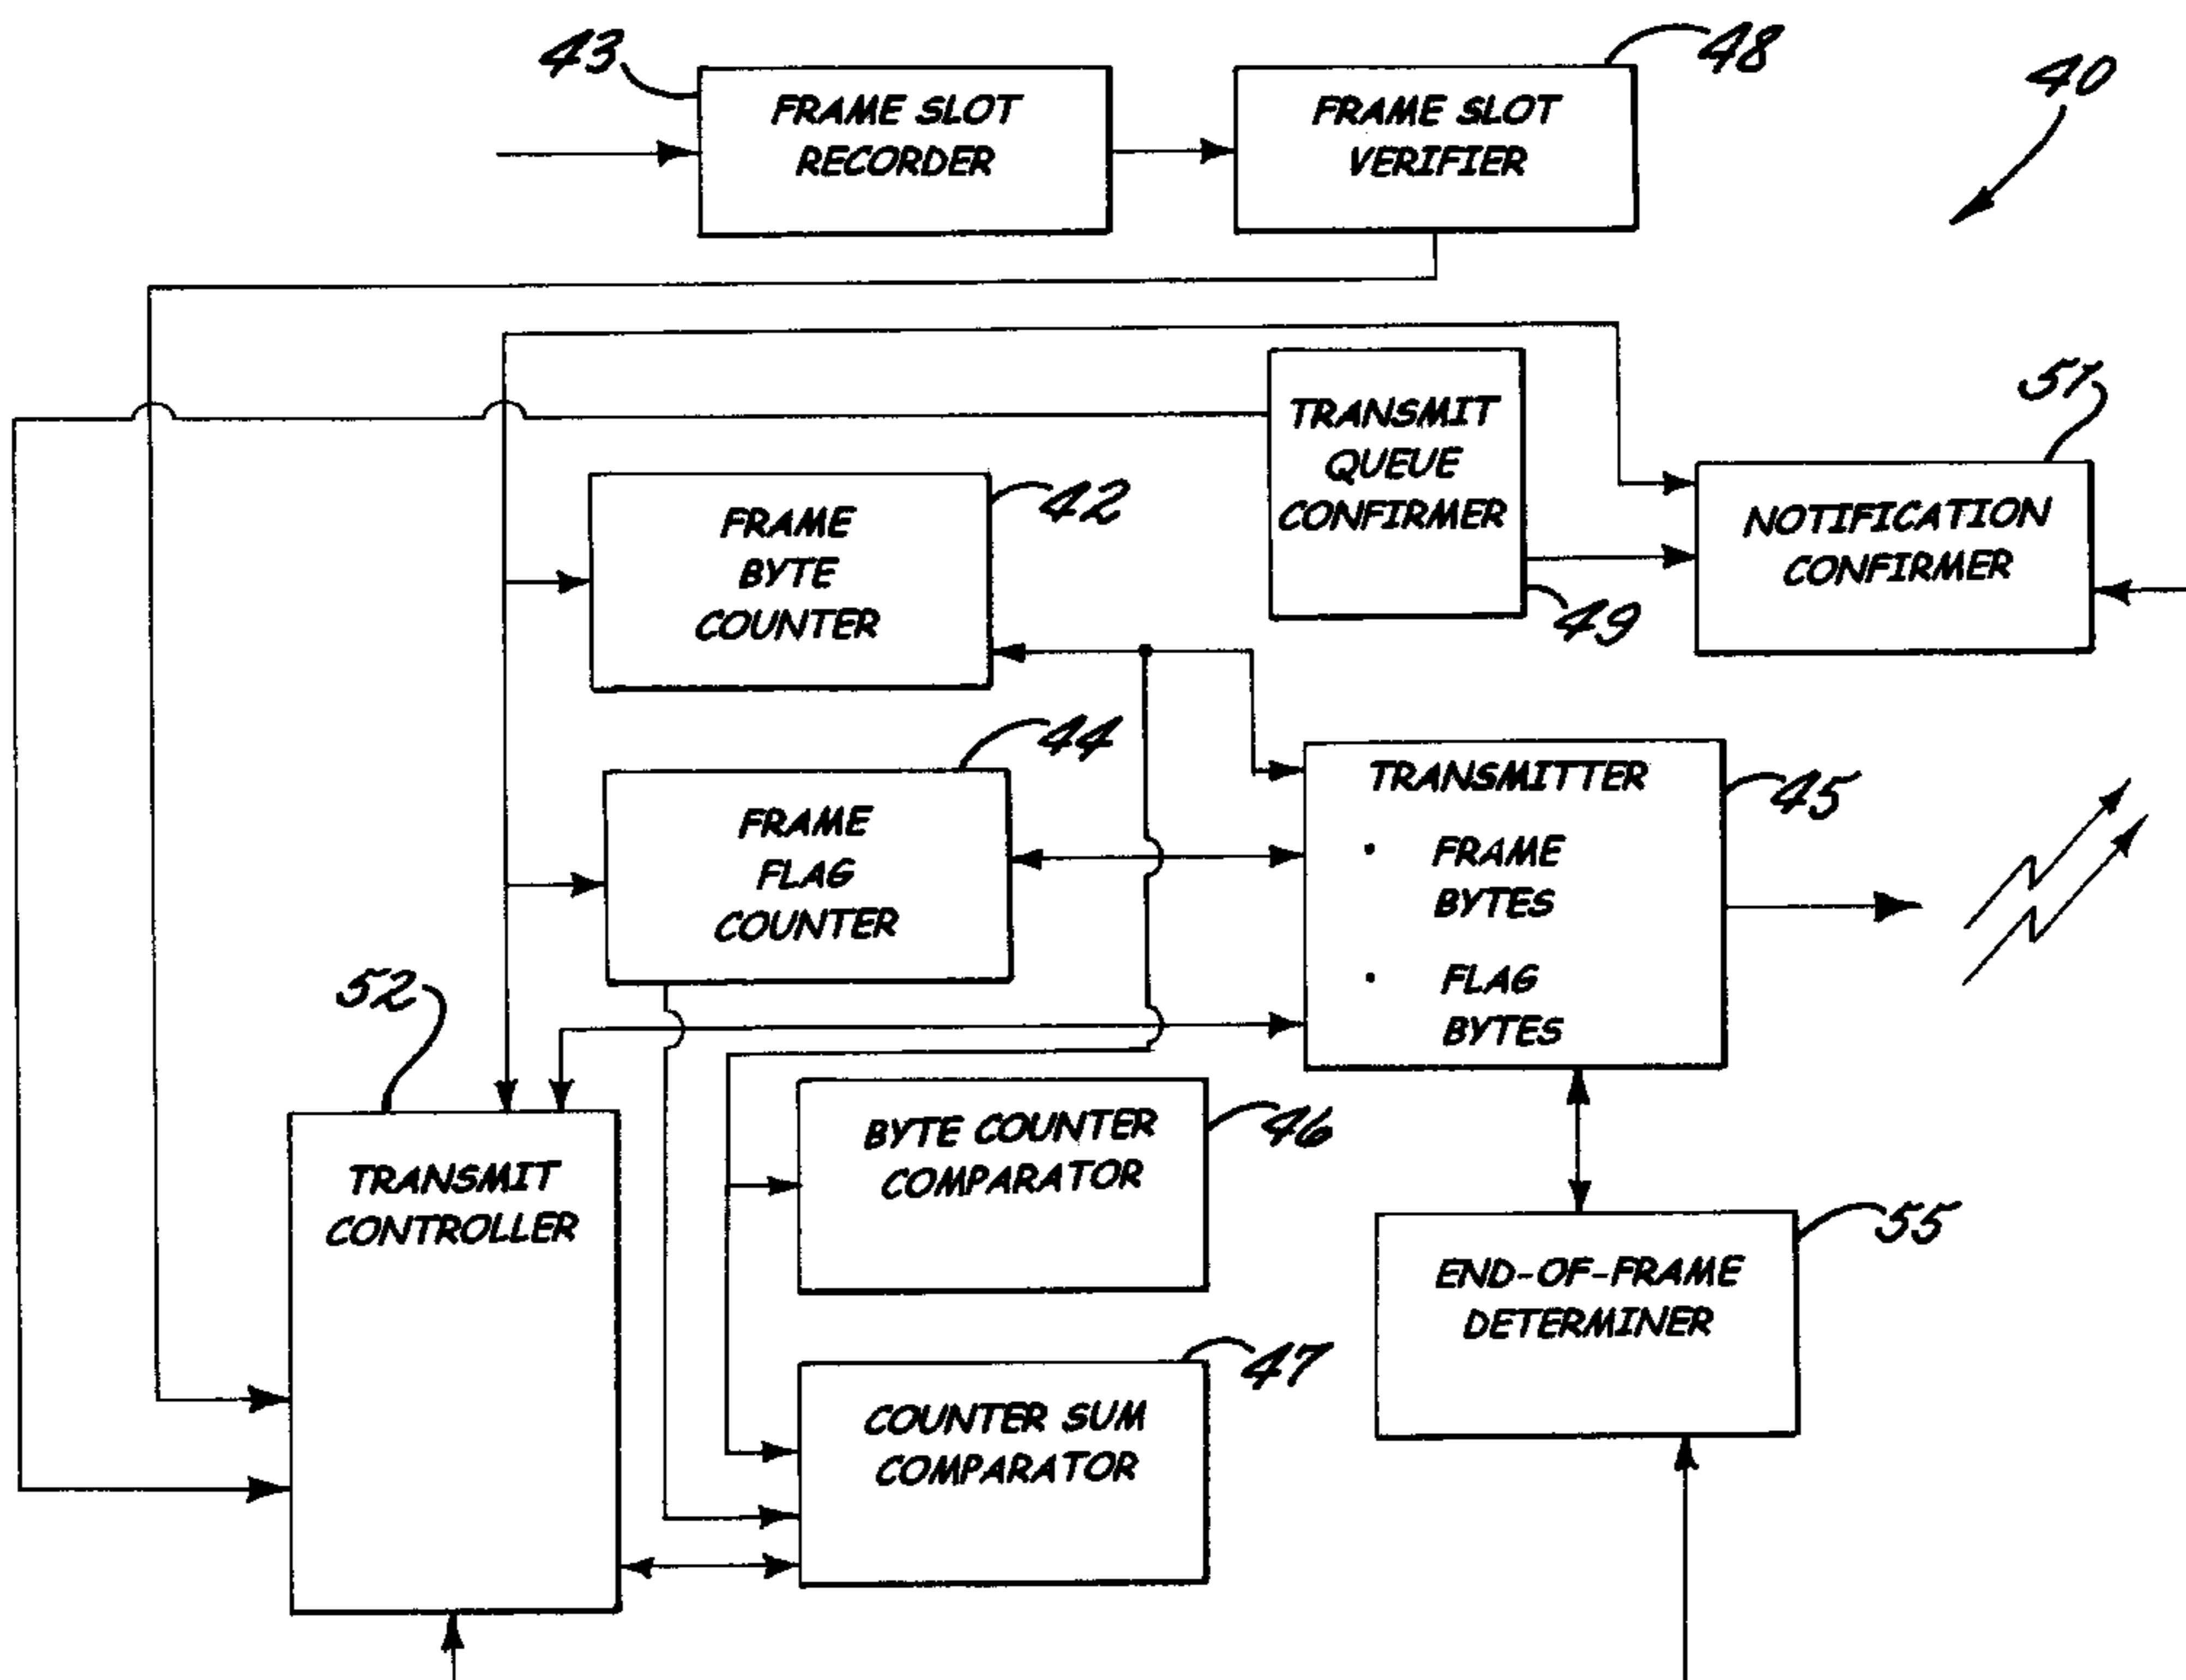 43
FRAME SLOT
RECORDER
48
FRAME SLOT
VERIFIER
40
TRANSMIT
QUEUE
CONFIRMER
49
51
NOTIFICATION
CONFIRMER
FRAME
BYTE
COUNTER
42
44
FRAME
FLAG
COUNTER
TRANSMITTER
• FRAME
BYTES
• FLAG
BYTES
45
52
TRANSMIT
CONTROLLER
BYTE COUNTER
COMPARATOR
46
COUNTER SUM
COMPARATOR
47
END-OF-FRAME
DETERMINER
55